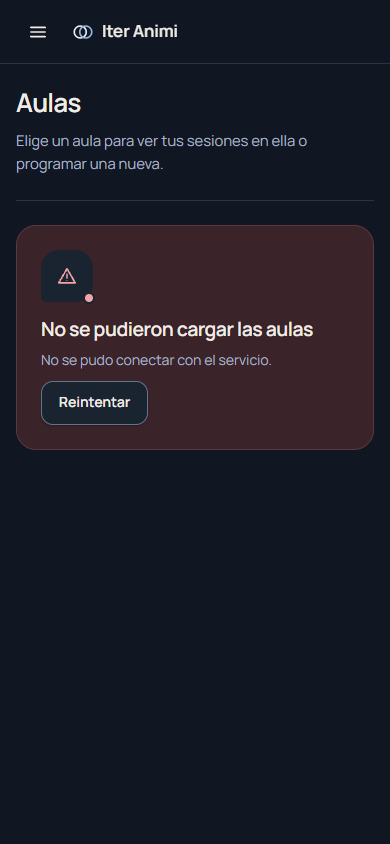 Iter Animi
Aulas
Elige un aula para ver tus sesiones en ella o
programar una nueva.
No se pudieron cargar las aulas
No se pudo conectar con el servicio.
Reintentar